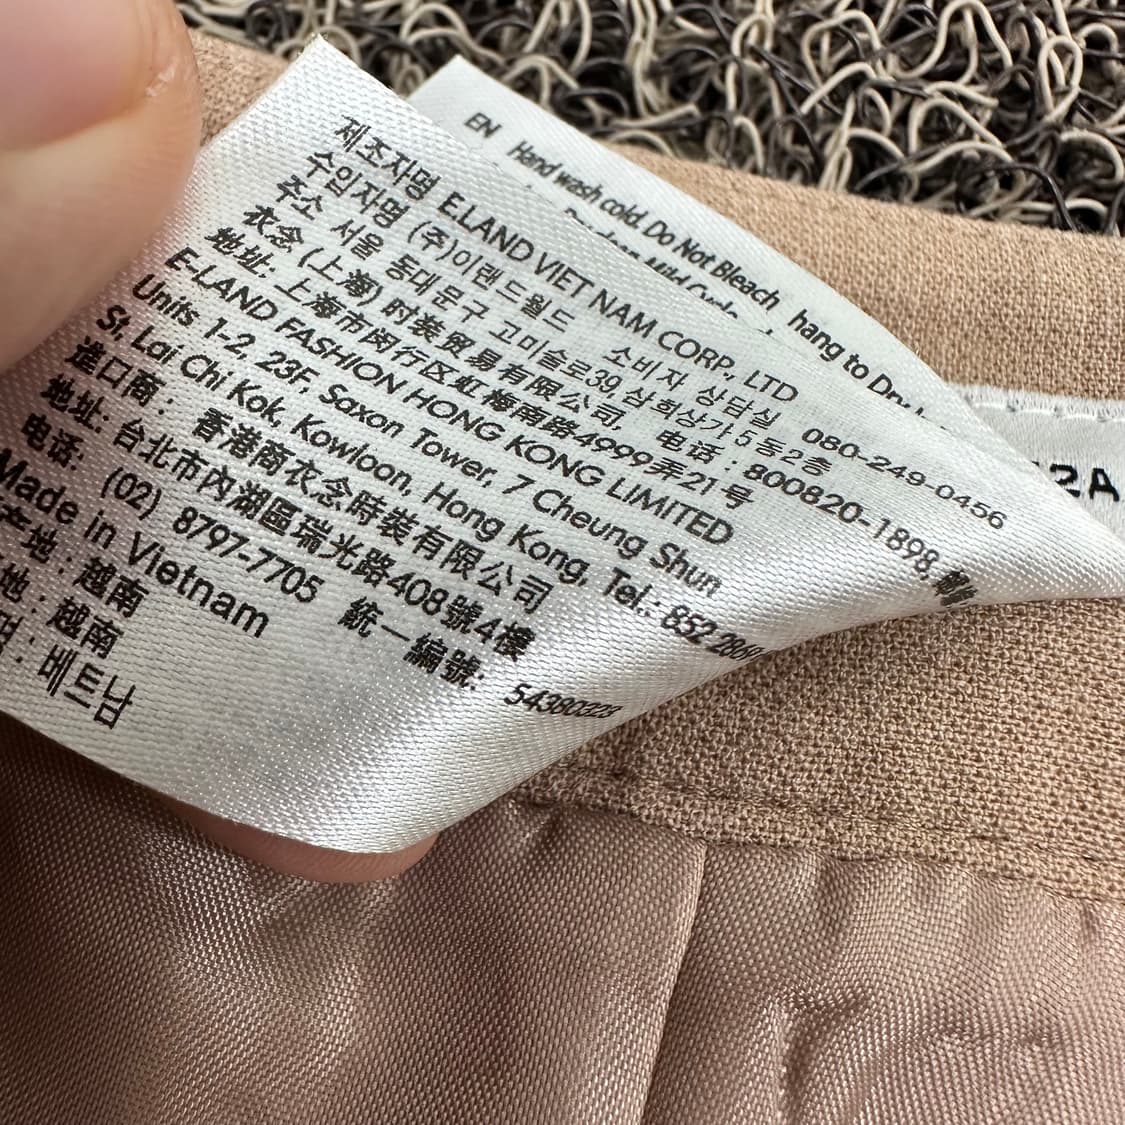 제조자명 E.LAND VIET NAM CORP., LTD
수입자명 (주)이랜드월드 소비자 상담실 080-249-0456
주소 서울 동대문구 고미술로39, 삼희상가 5동2층
衣念 (上海) 时装贸易有限公司, 电话 : 800820-1898,
地址: 上海市闵行区虹梅南路4999弄21号
E-LAND FASHION HONG KONG LIMITED
Units 1-2, 23F, Saxon Tower, 7 Cheung Shun
St, Lai Chi Kok, Kowloon, Hong Kong, Tel.: 852
進口商: 香港商衣念時裝有限公司
地址: 台北市內湖區瑞光路408號4樓
电话: (02) 8797-7705 統一編號: 54380228
Made in Vietnam
产地 : 越南
地 : 越南
: 베트남
EN Hand wash cold, Do Not Bleach hang to Dry,
Mild
2A